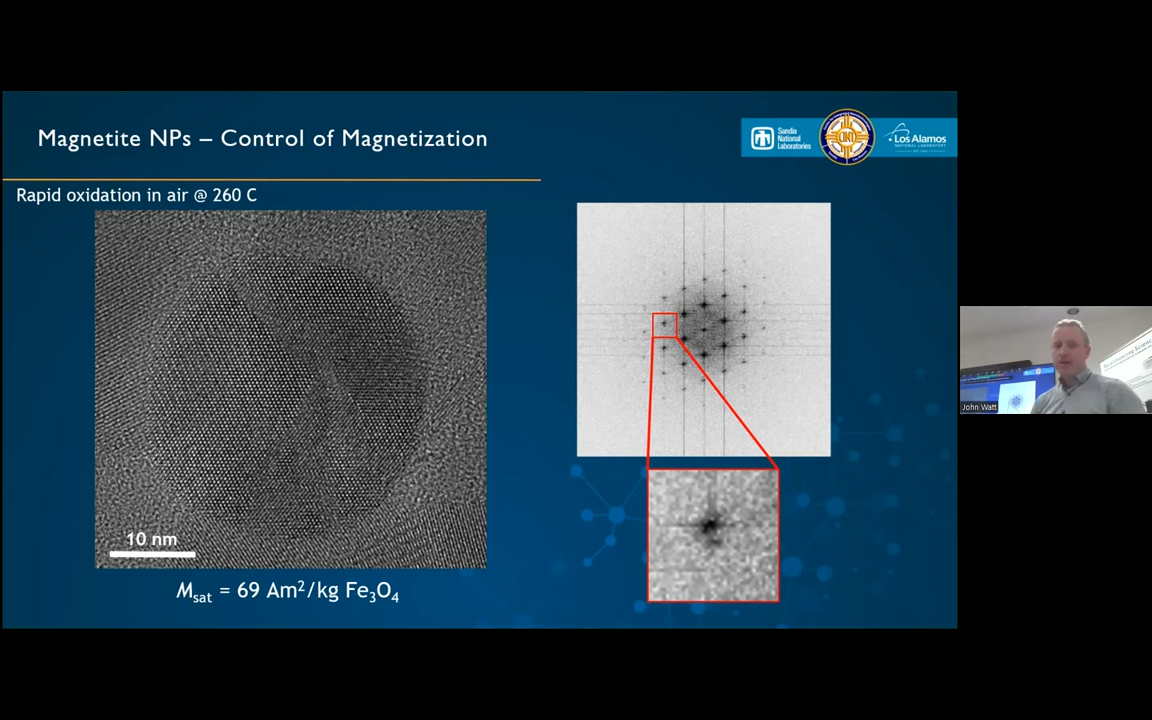 Magnetite NPs – Control of Magnetization
Sandia
National
Laboratories
Los Alamos
NATIONAL LABORATORY
Rapid oxidation in air @ 260 C
10 nm
Msat = 69 Am²/kg Fe₃O₄
John Watt